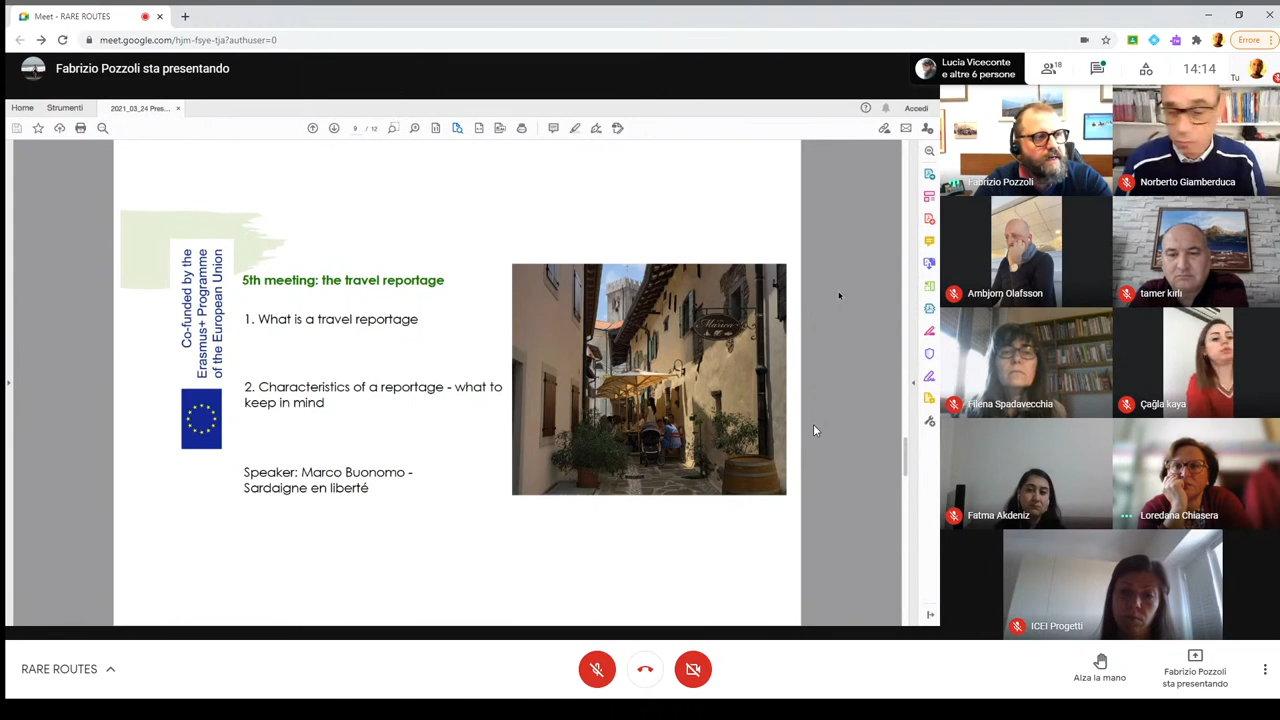 Meet - RARE ROUTES
meet.google.com/hjm-fsye-tja?authuser=0
Errore
Fabrizio Pozzoli sta presentando
Lucia Viceconte
e altre 6 persone
18
14:14
Tu
Home
Strumenti
2021_03_24 Pres...
Accedi
9 / 12
Co-funded by the
Erasmus+ Programme
of the European Union
5th meeting: the travel reportage
1. What is a travel reportage
2. Characteristics of a reportage - what to
keep in mind
Speaker: Marco Buonomo -
Sardaigne en liberté
Fabrizio Pozzoli
Norberto Giamberduca
Ambjorn Olafsson
tamer kırlı
Filena Spadavecchia
Çağla kaya
Fatma Akdeniz
Loredana Chiasera
ICEI Progetti
RARE ROUTES
Alza la mano
Fabrizio Pozzoli
sta presentando